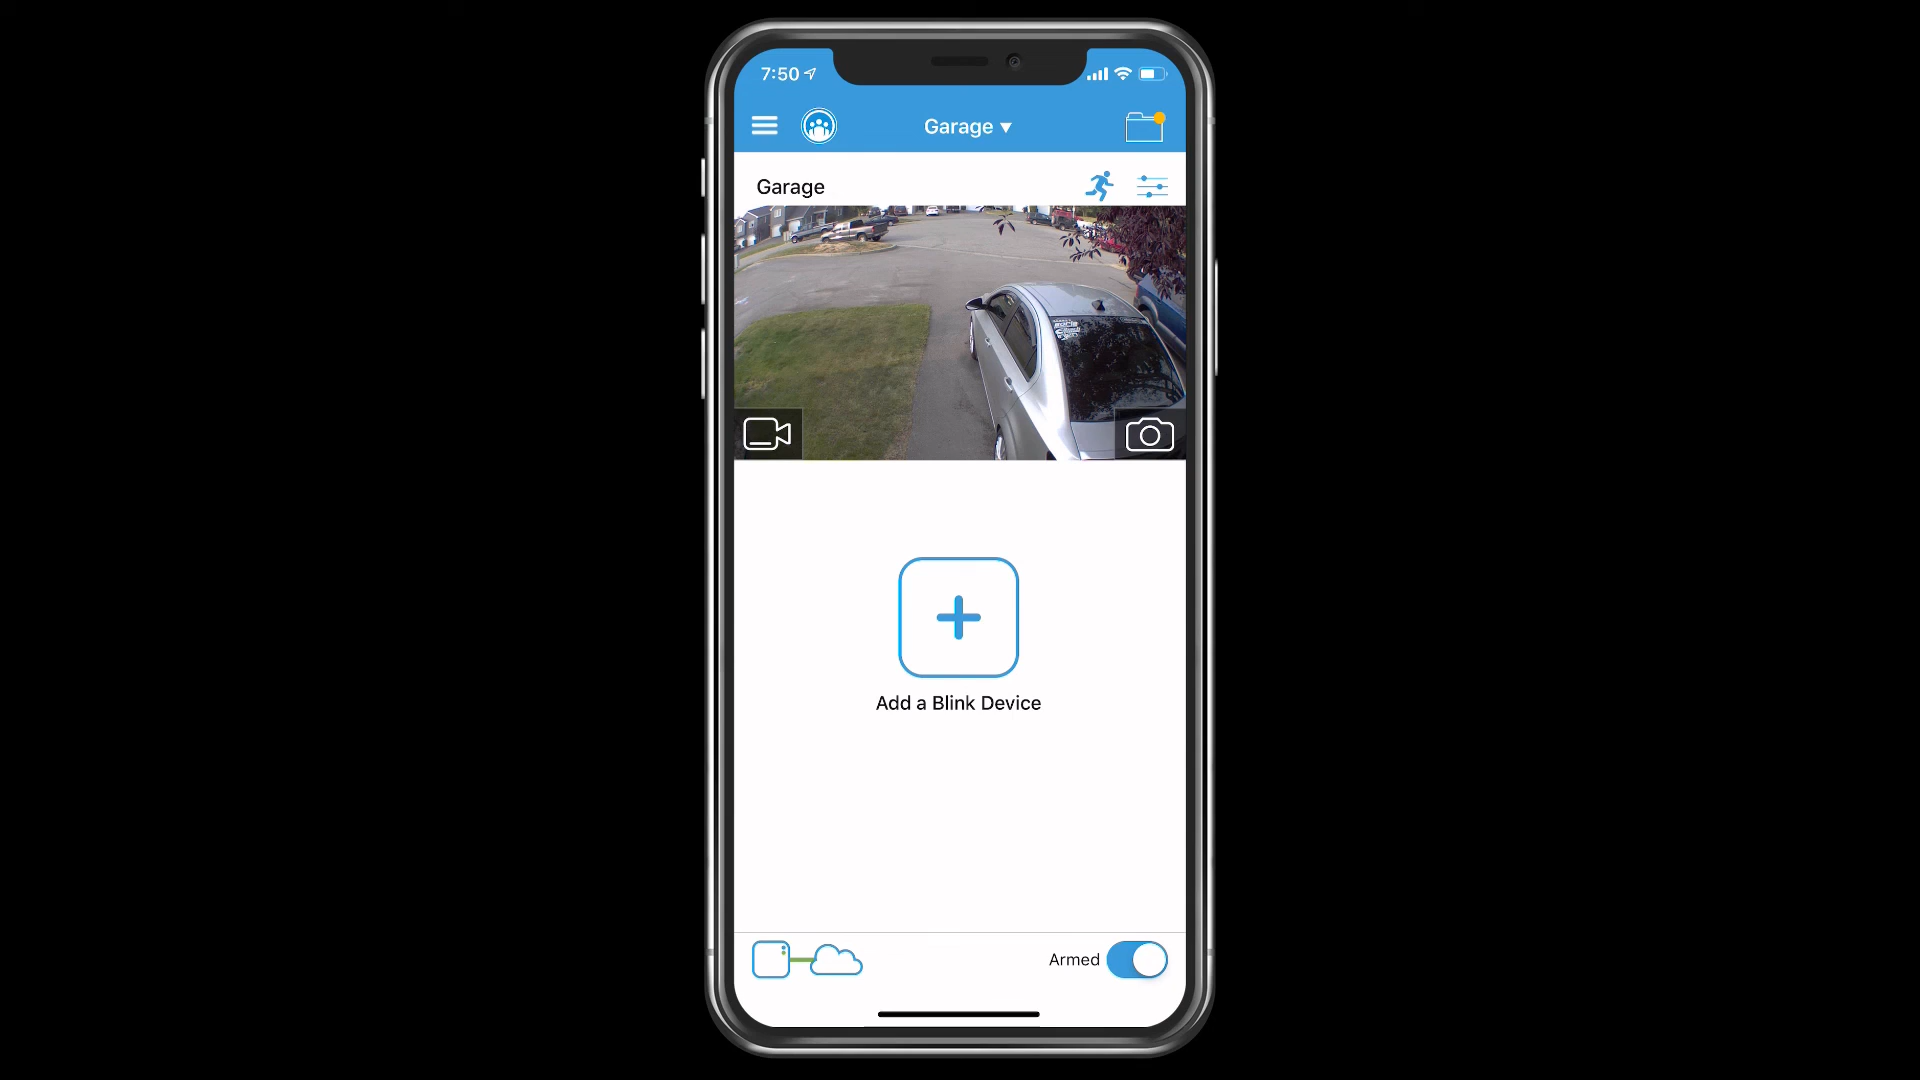 7:50
Garage ▼
Garage
Add a Blink Device
Armed